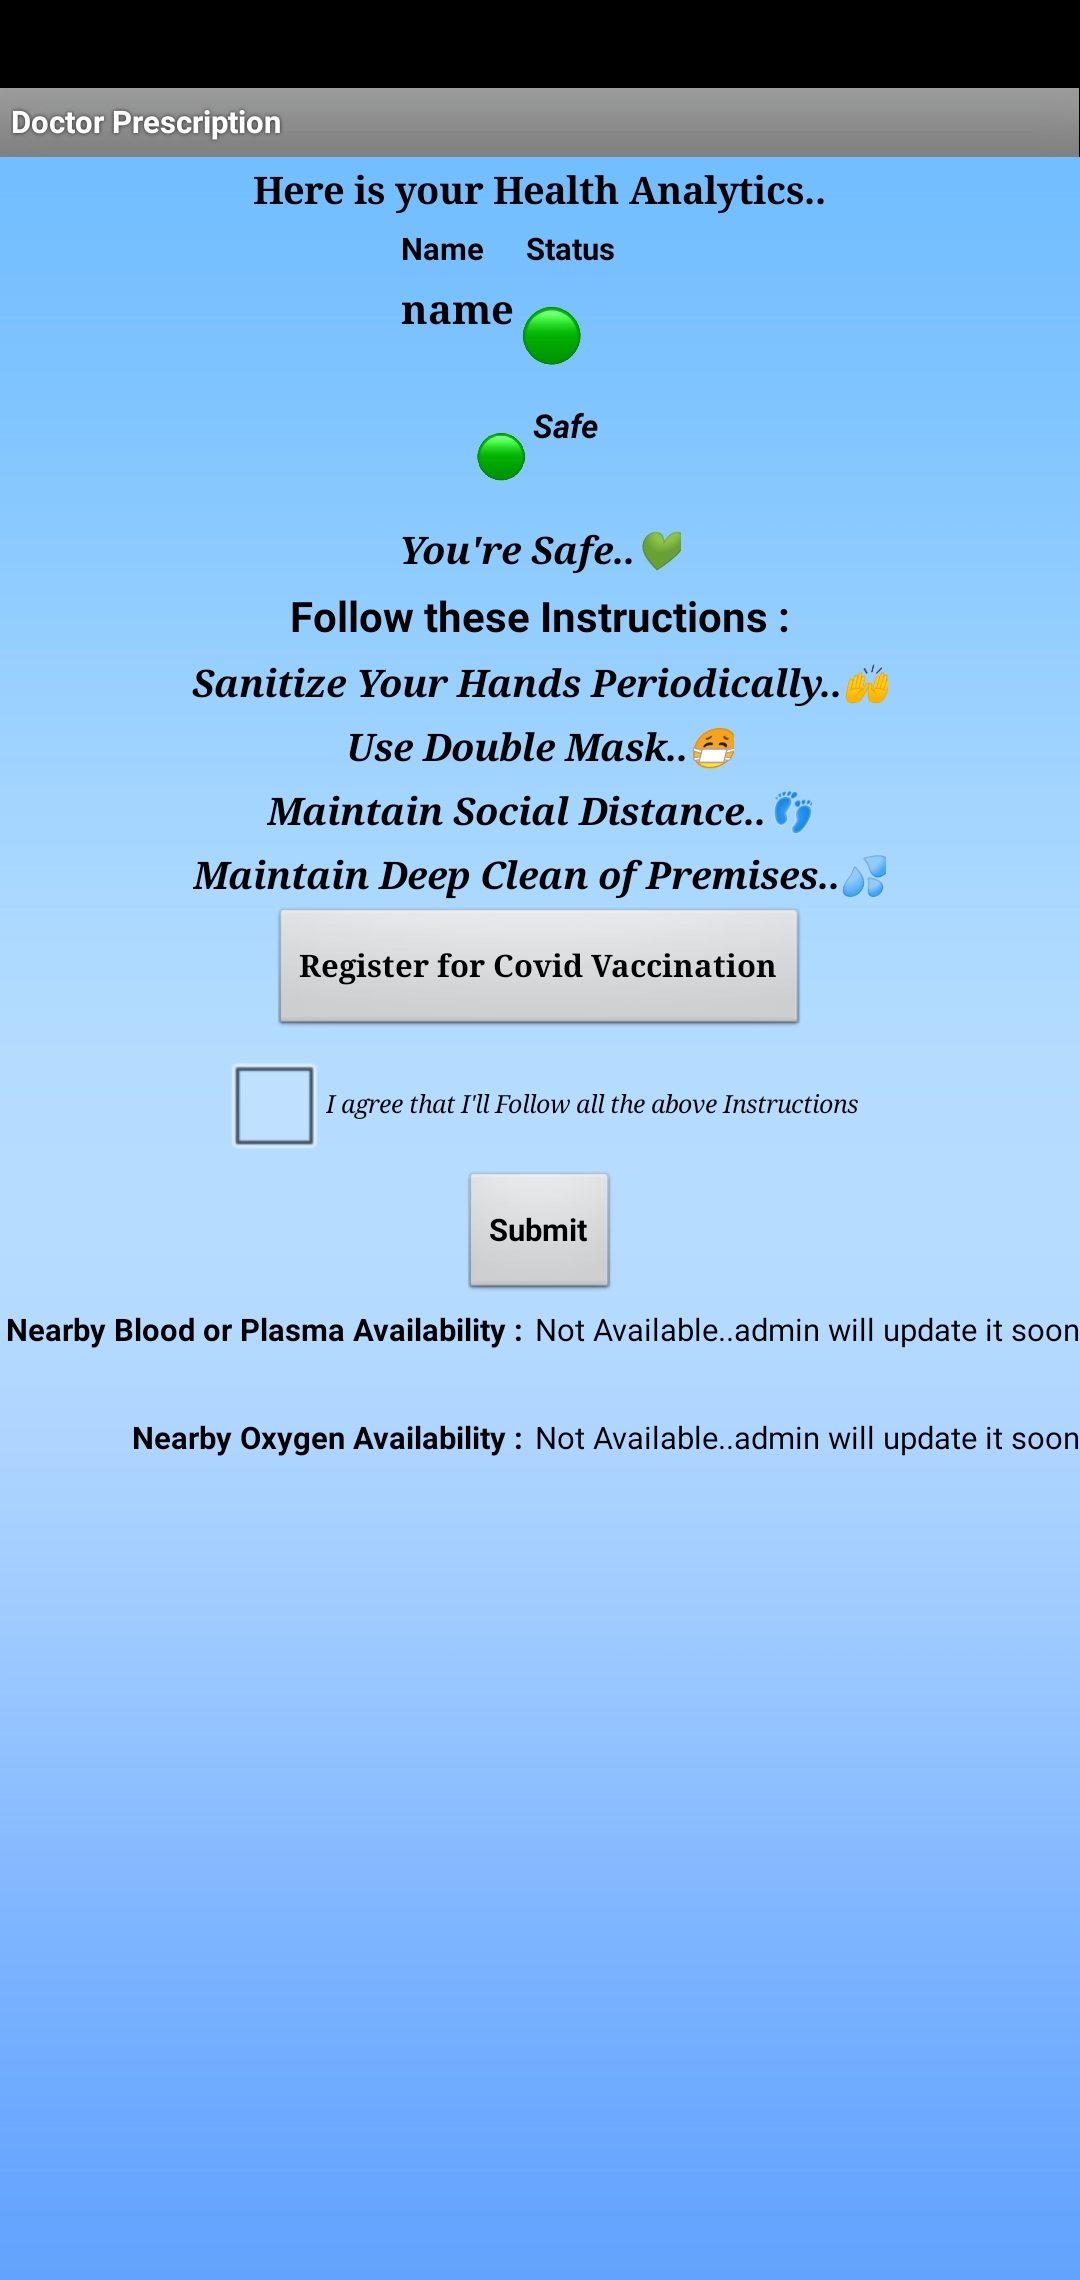 Doctor Prescription
Here is your Health Analytics..
Name Status
name
Safe
You're Safe..💚
Follow these Instructions :
Sanitize Your Hands Periodically..🙌
Use Double Mask..😷
Maintain Social Distance..👣
Maintain Deep Clean of Premises..💦
Register for Covid Vaccination
I agree that I'll Follow all the above Instructions
Submit
Nearby Blood or Plasma Availability : Not Available..admin will update it soon
Nearby Oxygen Availability : Not Available..admin will update it soon